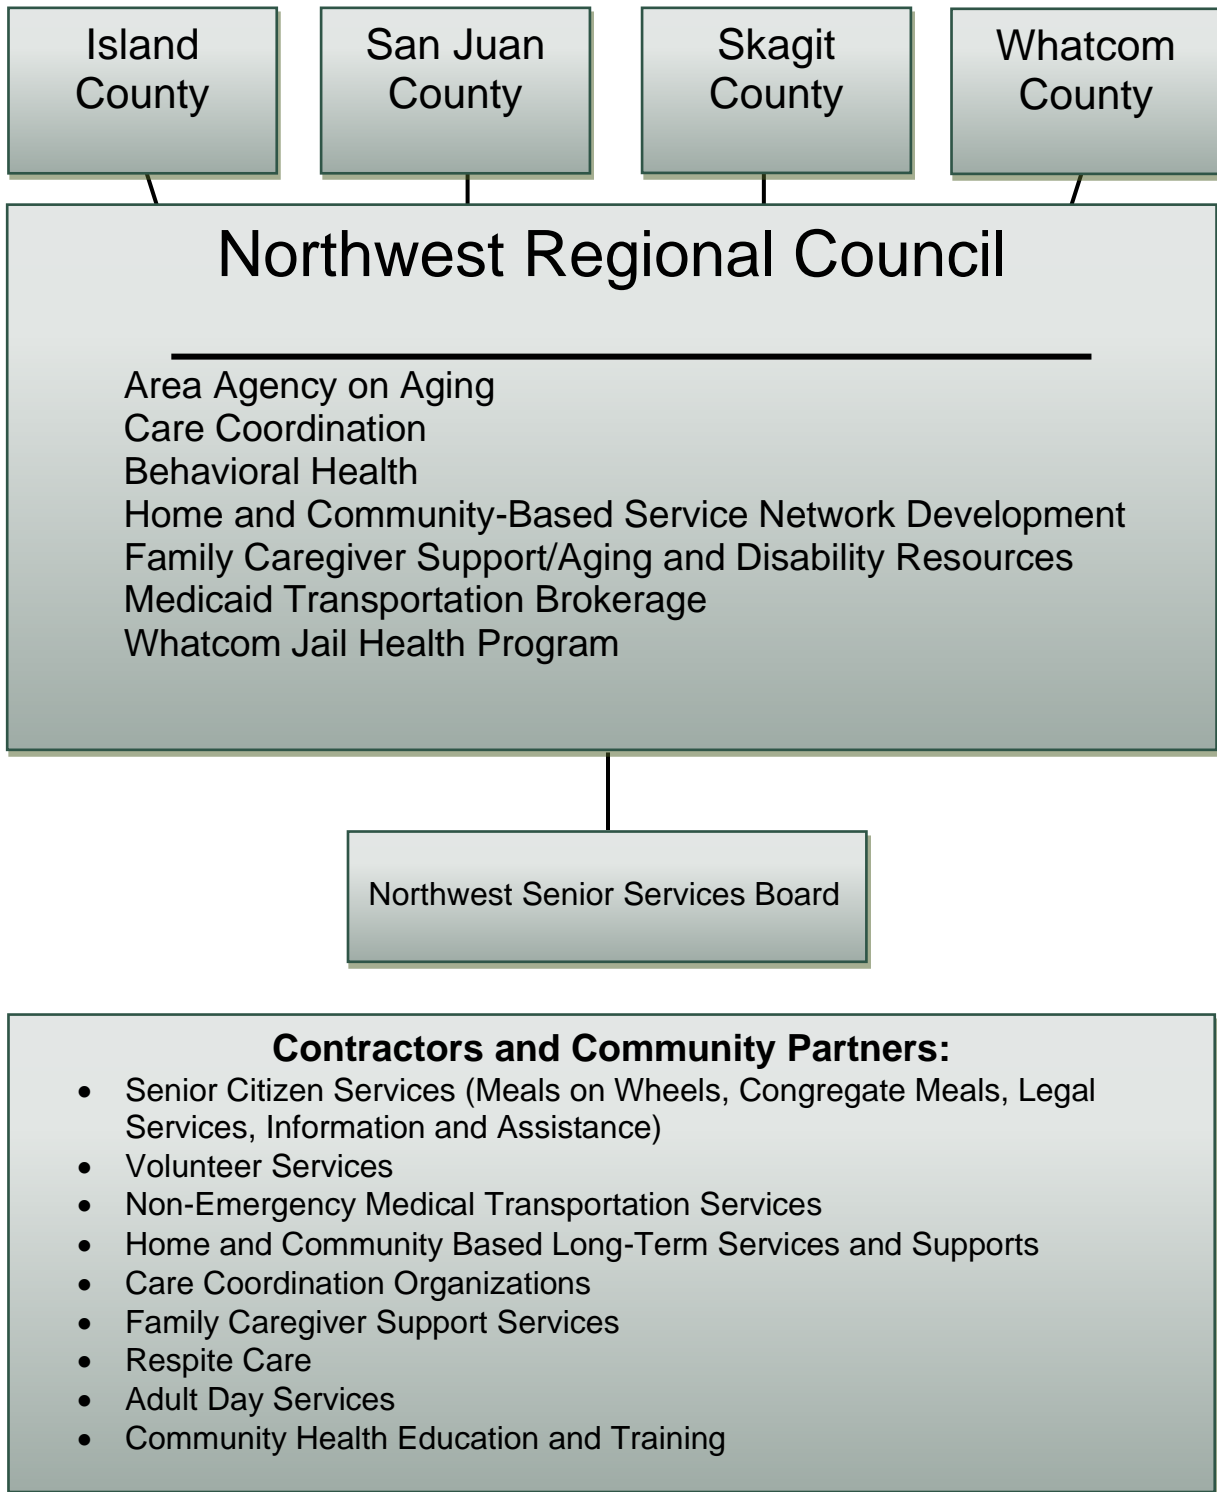 Island
County
San Juan
County
Skagit
County
Whatcom
County
Northwest Regional Council
Area Agency on Aging
Care Coordination
Behavioral Health
Home and Community-Based Service Network Development
Family Caregiver Support/Aging and Disability Resources
Medicaid Transportation Brokerage
Whatcom Jail Health Program
Northwest Senior Services Board
Contractors and Community Partners:
• Senior Citizen Services (Meals on Wheels, Congregate Meals, Legal
Services, Information and Assistance)
• Volunteer Services
• Non-Emergency Medical Transportation Services
• Home and Community Based Long-Term Services and Supports
• Care Coordination Organizations
• Family Caregiver Support Services
• Respite Care
• Adult Day Services
• Community Health Education and Training